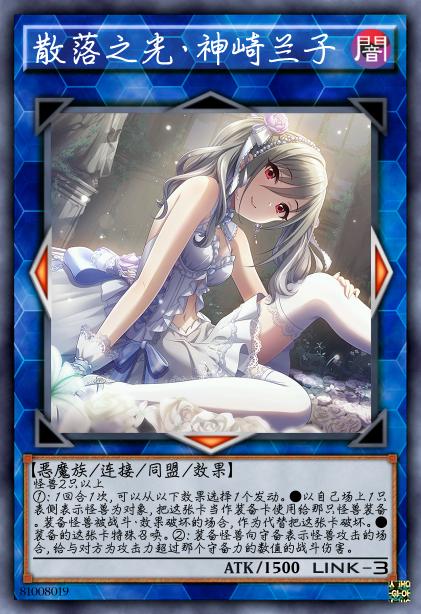 散落之光·神崎兰子 闇
【恶魔族/连接/同盟/效果】
怪兽2只以上
①:1回合1次,可以从以下效果选择1个发动。●以自己场上1只
表侧表示怪兽为对象,把这张卡当作装备卡使用给那只怪兽装备
。装备怪兽被战斗·效果破坏的场合,作为代替把这张卡破坏。●
装备的这张卡特殊召唤。②:装备怪兽向守备表示怪兽攻击的场
合,给与对方为攻击力超过那个守备力的数值的战斗伤害。
ATK/1500 LINK-3
81008019